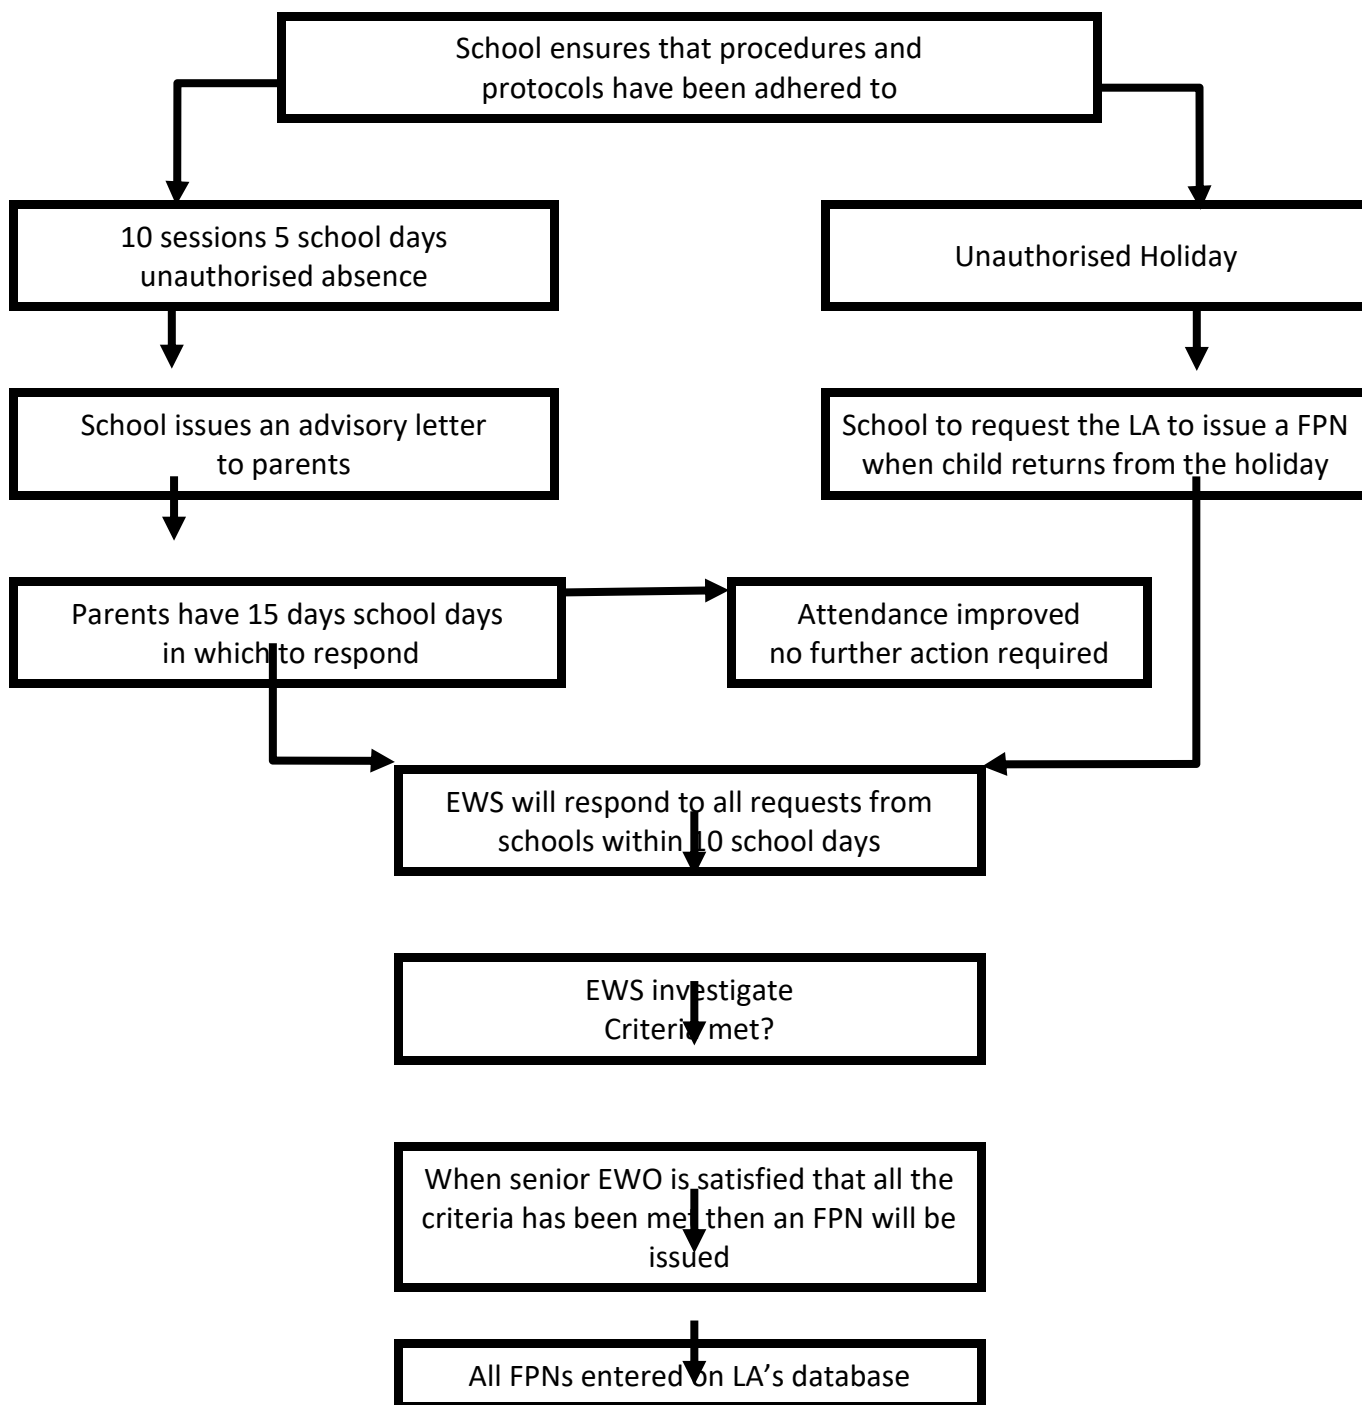 School ensures that procedures and
protocols have been adhered to
10 sessions 5 school days
unauthorised absence
Unauthorised Holiday
School issues an advisory letter
to parents
School to request the LA to issue a FPN
when child returns from the holiday
Parents have 15 days school days
in which to respond
Attendance improved
no further action required
EWS will respond to all requests from
schools within 10 school days
EWS investigate
Criteria met?
When senior EWO is satisfied that all the
criteria has been met then an FPN will be
issued
All FPNs entered on LA’s database